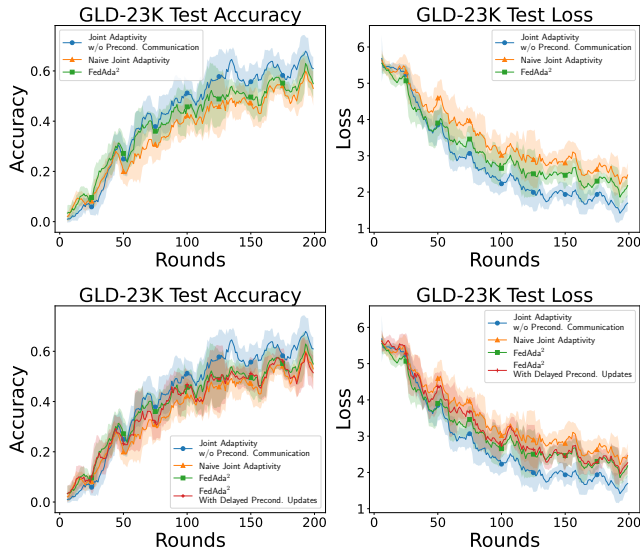 GLD-23K Test Accuracy
Joint Adaptivity
w/o Precond. Communication
Naive Joint Adaptivity
FedAda²
Accuracy
0.6
0.4
0.2
0.0
0 50 100 150 200
Rounds
GLD-23K Test Loss
Joint Adaptivity
w/o Precond. Communication
Naive Joint Adaptivity
FedAda²
Loss
6
5
4
3
2
1
0 50 100 150 200
Rounds
GLD-23K Test Accuracy
Accuracy
0.6
0.4
0.2
0.0
Joint Adaptivity
w/o Precond. Communication
Naive Joint Adaptivity
FedAda²
FedAda²
With Delayed Precond. Updates
0 50 100 150 200
Rounds
GLD-23K Test Loss
Joint Adaptivity
w/o Precond. Communication
Naive Joint Adaptivity
FedAda²
FedAda²
With Delayed Precond. Updates
Loss
6
5
4
3
2
1
0 50 100 150 200
Rounds